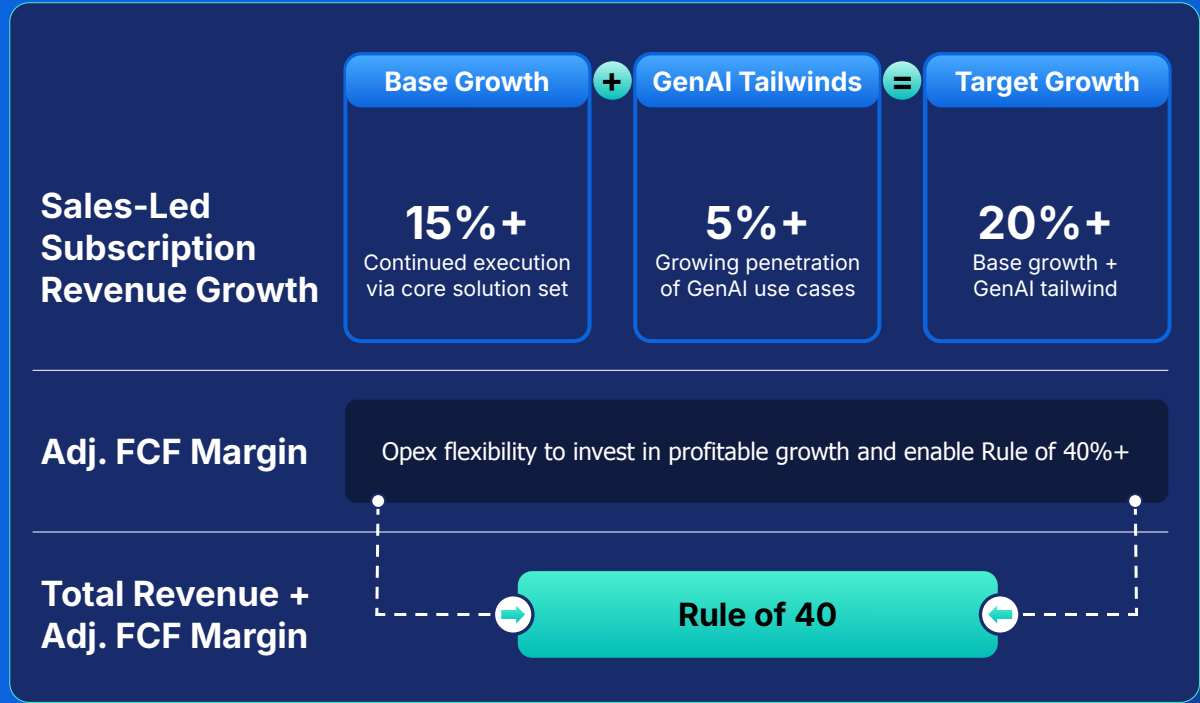 Base Growth
+
GenAI Tailwinds
=
Target Growth
Sales-Led
Subscription
Revenue Growth
15%+
Continued execution
via core solution set
5%+
Growing penetration
of GenAI use cases
20%+
Base growth +
GenAI tailwind
Adj. FCF Margin
Opex flexibility to invest in profitable growth and enable Rule of 40%+
Total Revenue +
Adj. FCF Margin
Rule of 40